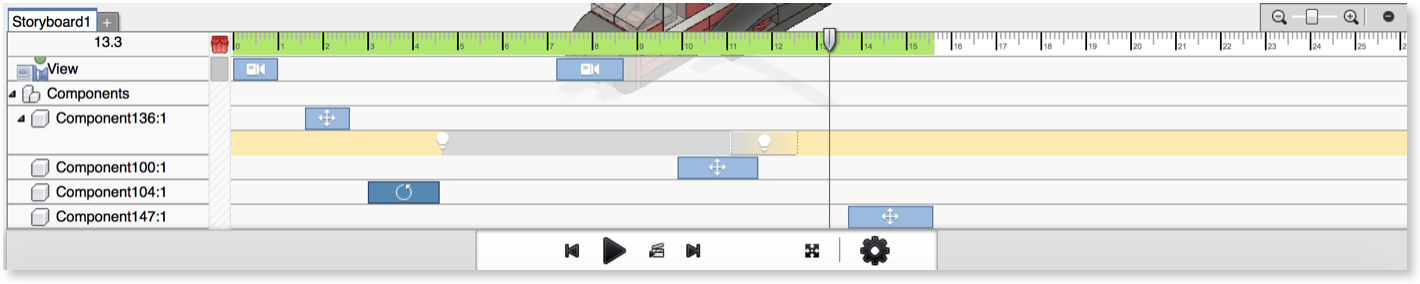 Storyboard1 +
13.3
0 1 2 3 4 5 6 7 8 9 10 11 12 13 14 15 16 17 18 19 20 21 22 23 24 25
View
Components
Component136:1
Component100:1
Component104:1
Component147:1